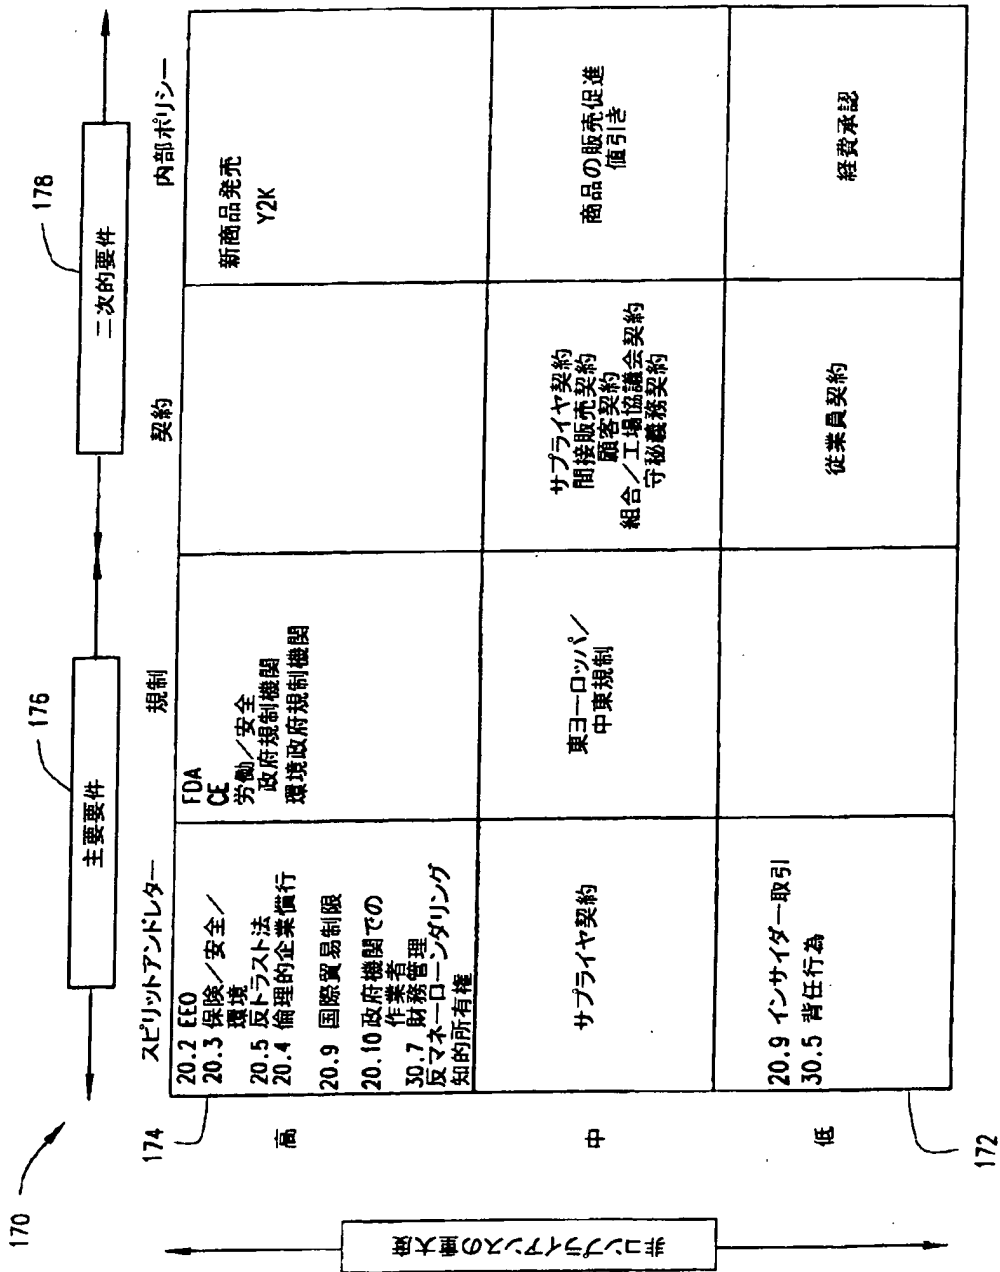 170
主要要件
176
二次的要件
178
スピリットアンドレター
規制
契約
内部ポリシー
174
高
20.2 EEO
20.3 保険／安全／
環境
20.5 反トラスト法
20.4 倫理的企業慣行
20.9 国際貿易制限
20.10 政府機関での
作業者
30.7 財務管理
反マネーローンダリング
知的所有権
FDA
CE
労働／安全
政府規制機関
環境政府規制機関
新商品発売
Y2K
中
サプライヤ契約
東ヨーロッパ／
中東規制
サプライヤ契約
間接販売契約
顧客契約
組合／工場協議会契約
守秘義務契約
商品の販売促進
値引き
低
20.9 インサイダー取引
30.5 背任行為
従業員契約
経費承認
172
非コンプライアンスの重大度